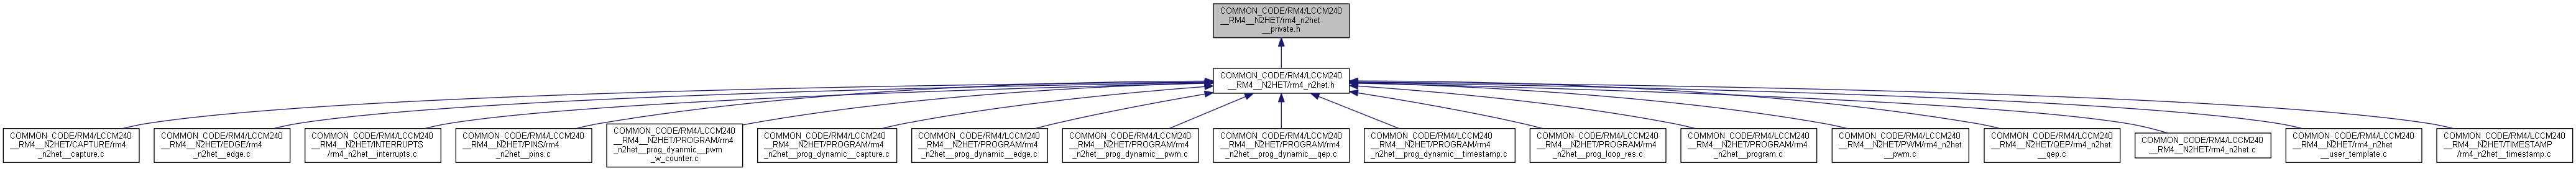 COMMON_CODE/RM4/LCCM240
__RM4__N2HET/rm4_n2het
__private.h
COMMON_CODE/RM4/LCCM240
__RM4__N2HET/rm4_n2het.h
COMMON_CODE/RM4/LCCM240
__RM4__N2HET/CAPTURE/rm4
_n2het__capture.c
COMMON_CODE/RM4/LCCM240
__RM4__N2HET/EDGE/rm4
_n2het__edge.c
COMMON_CODE/RM4/LCCM240
__RM4__N2HET/INTERRUPTS
/rm4_n2het__interrupts.c
COMMON_CODE/RM4/LCCM240
__RM4__N2HET/PINS/rm4
_n2het__pins.c
COMMON_CODE/RM4/LCCM240
__RM4__N2HET/PROGRAM/rm4
_n2het__prog_dyanmic__pwm
_w_counter.c
COMMON_CODE/RM4/LCCM240
__RM4__N2HET/PROGRAM/rm4
_n2het__prog_dynamic__capture.c
COMMON_CODE/RM4/LCCM240
__RM4__N2HET/PROGRAM/rm4
_n2het__prog_dynamic__edge.c
COMMON_CODE/RM4/LCCM240
__RM4__N2HET/PROGRAM/rm4
_n2het__prog_dynamic__pwm.c
COMMON_CODE/RM4/LCCM240
__RM4__N2HET/PROGRAM/rm4
_n2het__prog_dynamic__qep.c
COMMON_CODE/RM4/LCCM240
__RM4__N2HET/PROGRAM/rm4
_n2het__prog_dynamic__timestamp.c
COMMON_CODE/RM4/LCCM240
__RM4__N2HET/PROGRAM/rm4
_n2het__prog_loop_res.c
COMMON_CODE/RM4/LCCM240
__RM4__N2HET/PROGRAM/rm4
_n2het__program.c
COMMON_CODE/RM4/LCCM240
__RM4__N2HET/PWM/rm4_n2het
__pwm.c
COMMON_CODE/RM4/LCCM240
__RM4__N2HET/QEP/rm4_n2het
__qep.c
COMMON_CODE/RM4/LCCM240
__RM4__N2HET/rm4_n2het.c
COMMON_CODE/RM4/LCCM240
__RM4__N2HET/rm4_n2het
__user_template.c
COMMON_CODE/RM4/LCCM240
__RM4__N2HET/TIMESTAMP
/rm4_n2het__timestamp.c